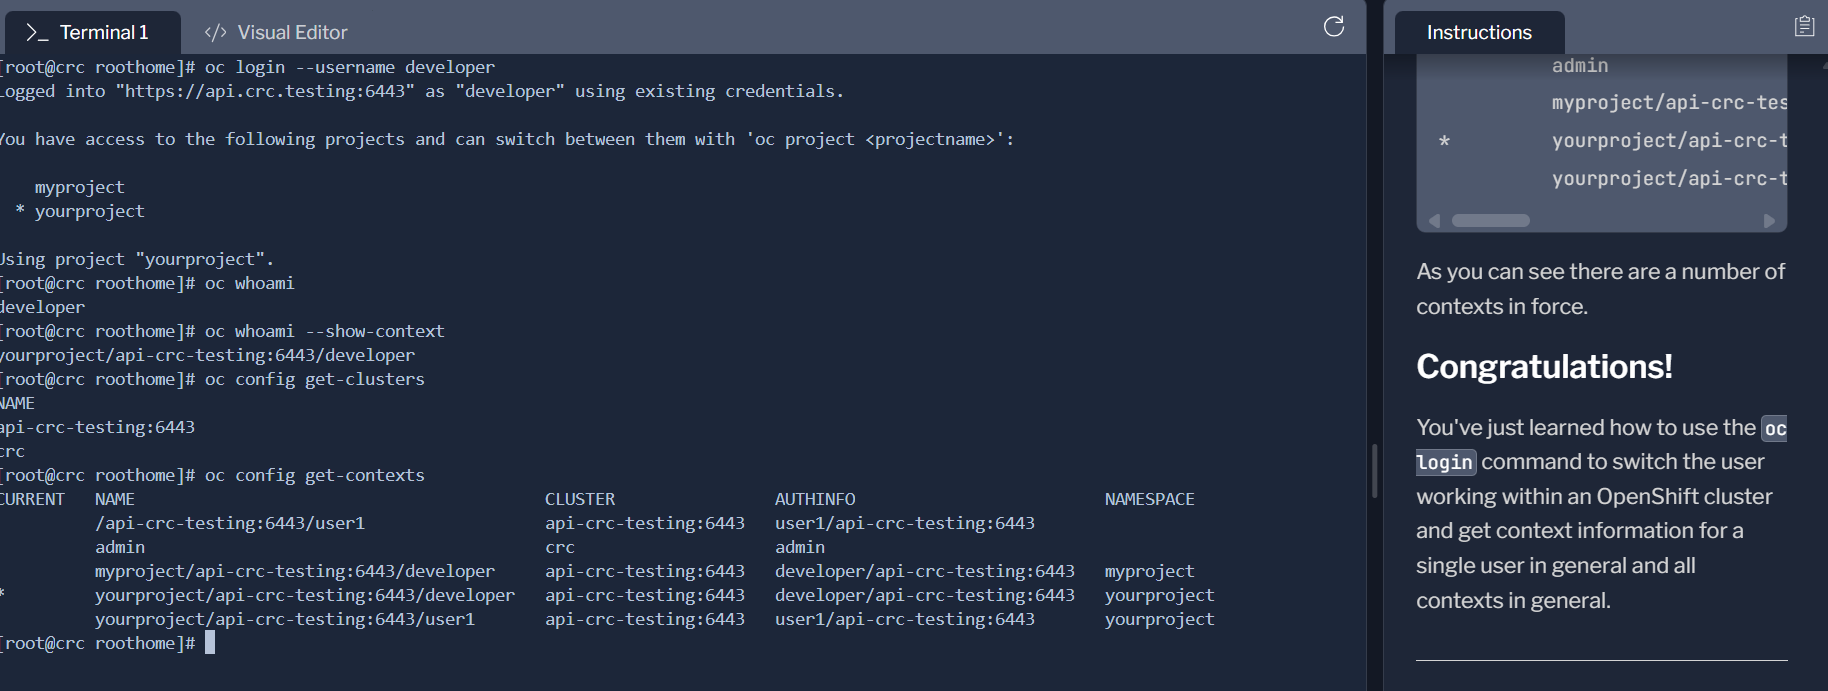 Terminal 1
Visual Editor
[root@crc roothome]# oc login --username developer
Logged into "https://api.crc.testing:6443" as "developer" using existing credentials.
You have access to the following projects and can switch between them with 'oc project <projectname>':
myproject
* yourproject
Using project "yourproject".
[root@crc roothome]# oc whoami
developer
[root@crc roothome]# oc whoami --show-context
yourproject/api-crc-testing:6443/developer
[root@crc roothome]# oc config get-clusters
NAME
api-crc-testing:6443
crc
[root@crc roothome]# oc config get-contexts
CURRENT NAME CLUSTER AUTHINFO NAMESPACE
/api-crc-testing:6443/user1 api-crc-testing:6443 user1/api-crc-testing:6443
admin crc admin
myproject/api-crc-testing:6443/developer api-crc-testing:6443 developer/api-crc-testing:6443 myproject
* yourproject/api-crc-testing:6443/developer api-crc-testing:6443 developer/api-crc-testing:6443 yourproject
yourproject/api-crc-testing:6443/user1 api-crc-testing:6443 user1/api-crc-testing:6443 yourproject
[root@crc roothome]#
Instructions
admin
myproject/api-crc-tes
* yourproject/api-crc-t
yourproject/api-crc-t
As you can see there are a number of
contexts in force.
Congratulations!
You've just learned how to use the oc
login command to switch the user
working within an OpenShift cluster
and get context information for a
single user in general and all
contexts in general.